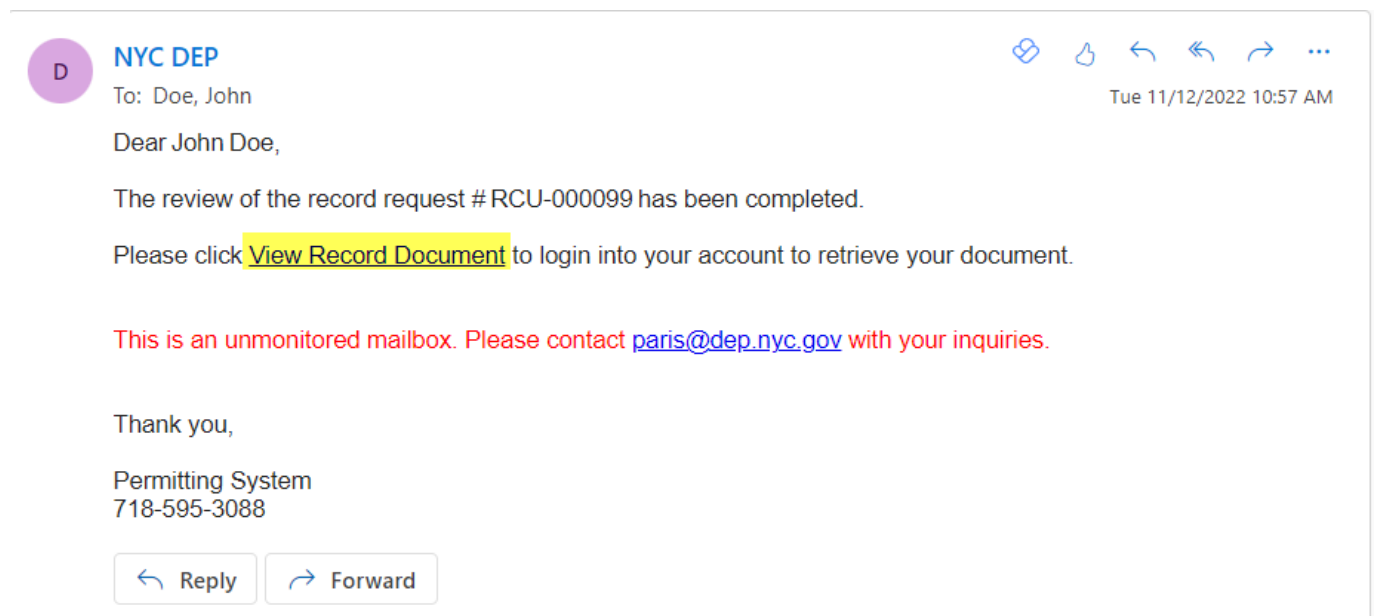 D
NYC DEP
To: Doe, John
Tue 11/12/2022 10:57 AM
Dear John Doe,
The review of the record request # RCU-000099 has been completed.
Please click View Record Document to login into your account to retrieve your document.
This is an unmonitored mailbox. Please contact paris@dep.nyc.gov with your inquiries.
Thank you,
Permitting System
718-595-3088
Reply
Forward